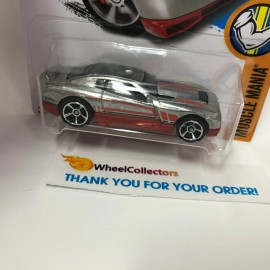 MUSCLE MANIA
WheelCollectors
THANK YOU FOR YOUR ORDER!